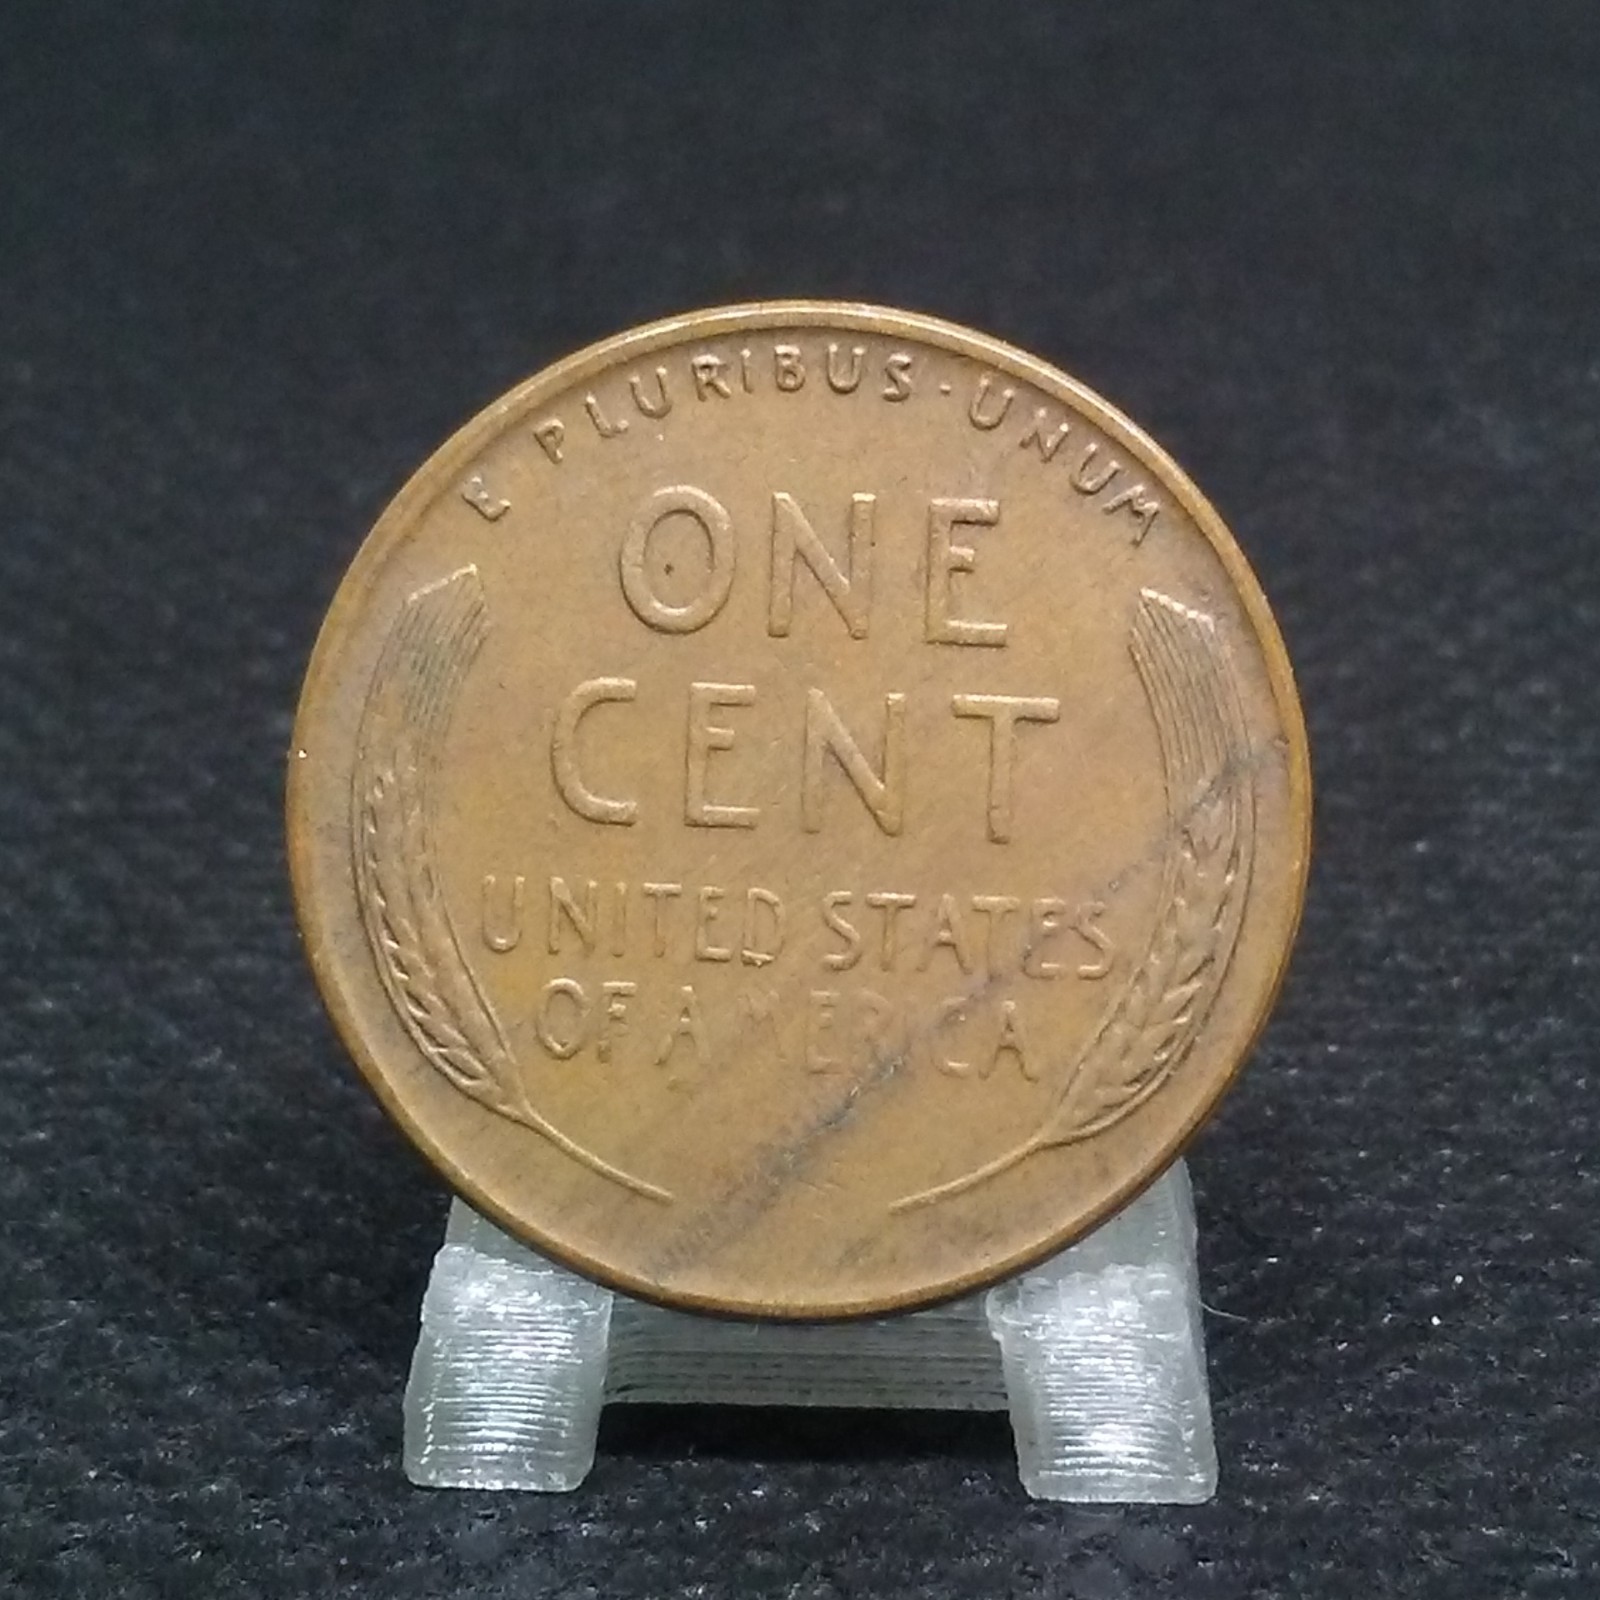 E PLURIBUS · UNUM
ONE
CENT
UNITED STATES
OF AMERICA